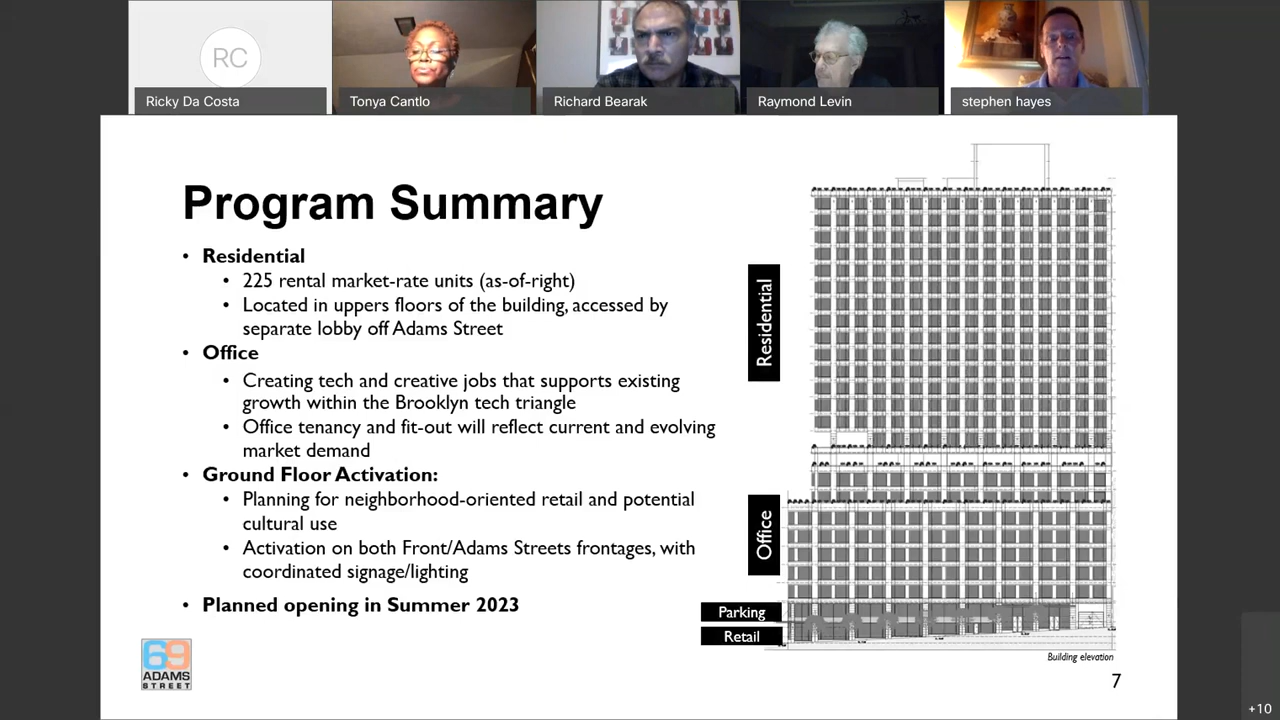 RC
Ricky Da Costa
Tonya Cantlo
Richard Bearak
Raymond Levin
stephen hayes
Program Summary
• Residential
• 225 rental market-rate units (as-of-right)
• Located in uppers floors of the building, accessed by
separate lobby off Adams Street
• Office
• Creating tech and creative jobs that supports existing
growth within the Brooklyn tech triangle
• Office tenancy and fit-out will reflect current and evolving
market demand
• Ground Floor Activation:
• Planning for neighborhood-oriented retail and potential
cultural use
• Activation on both Front/Adams Streets frontages, with
coordinated signage/lighting
• Planned opening in Summer 2023
Residential
Office
Parking
Retail
Building elevation
69
ADAMS
STREET
7
+10